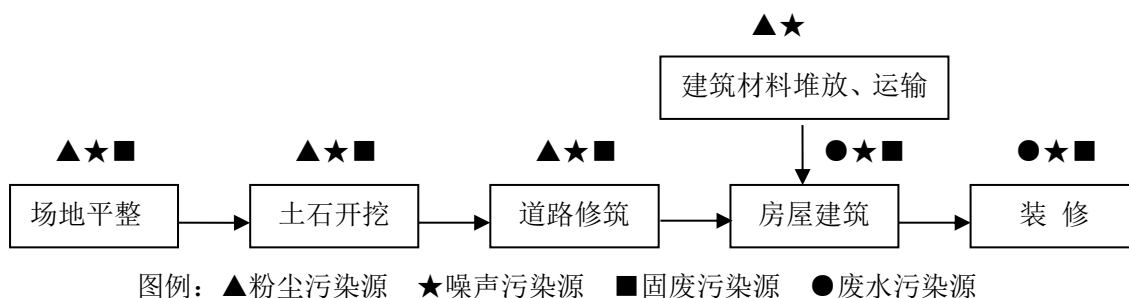 ▲★
建筑材料堆放、运输
▲★■ ▲★■ ▲★■ ●★■ ●★■
场地平整 土石开挖 道路修筑 房屋建筑 装 修
图例：▲粉尘污染源 ★噪声污染源 ■固废污染源 ●废水污染源